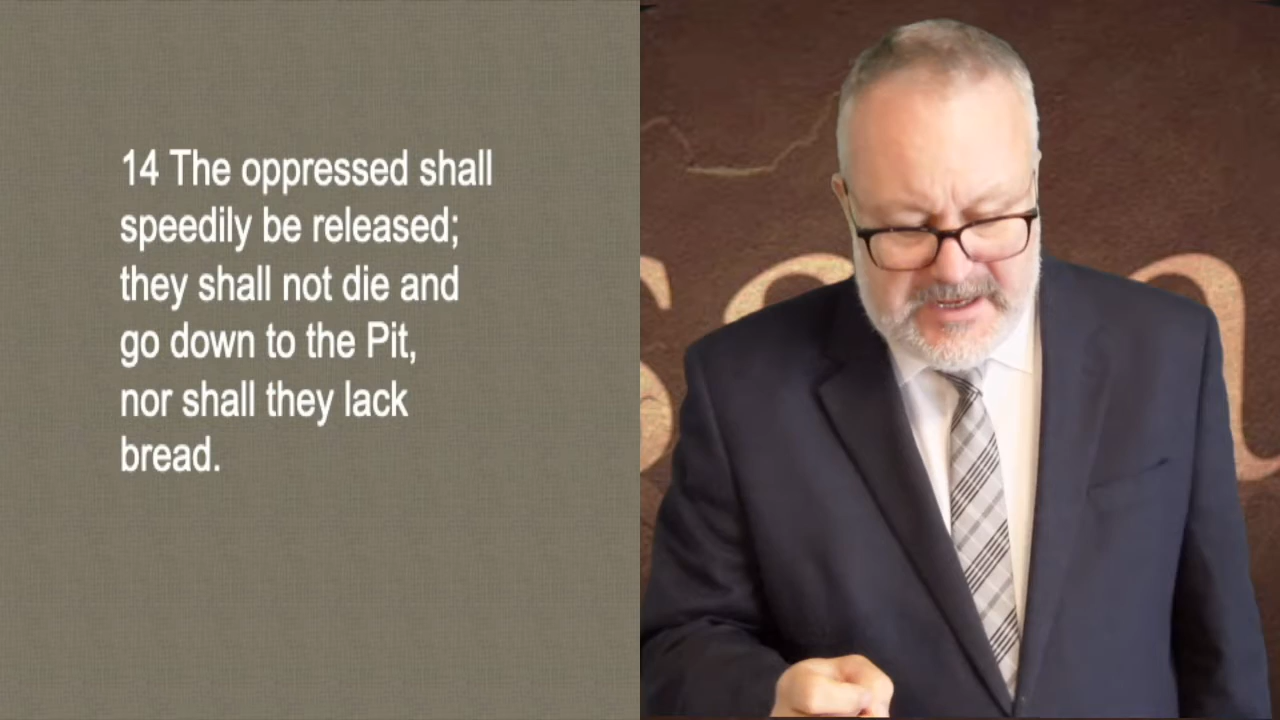 14 The oppressed shall
speedily be released;
they shall not die and
go down to the Pit,
nor shall they lack
bread.